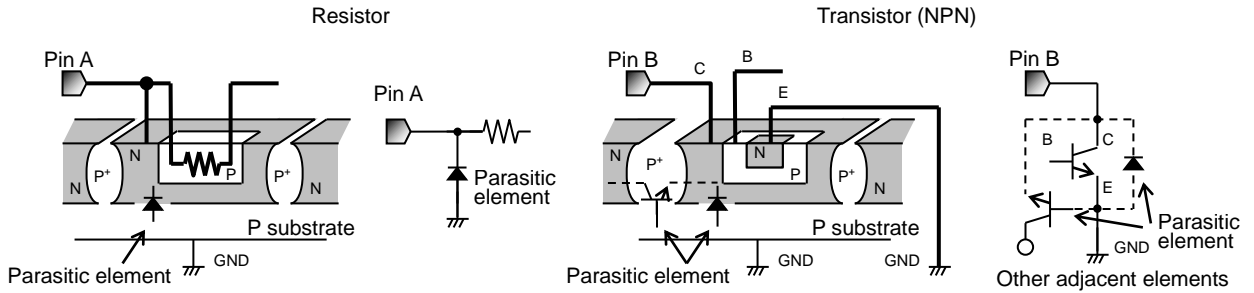 Resistor
Pin A
N
N
P+
P
P+
N
P substrate
GND
Parasitic element
Pin A
Parasitic
element
Transistor (NPN)
Pin B
C
B
E
N
P+
N
P
P+
N
P substrate
GND
GND
Parasitic element
Pin B
B
C
E
GND
Parasitic
element
Other adjacent elements